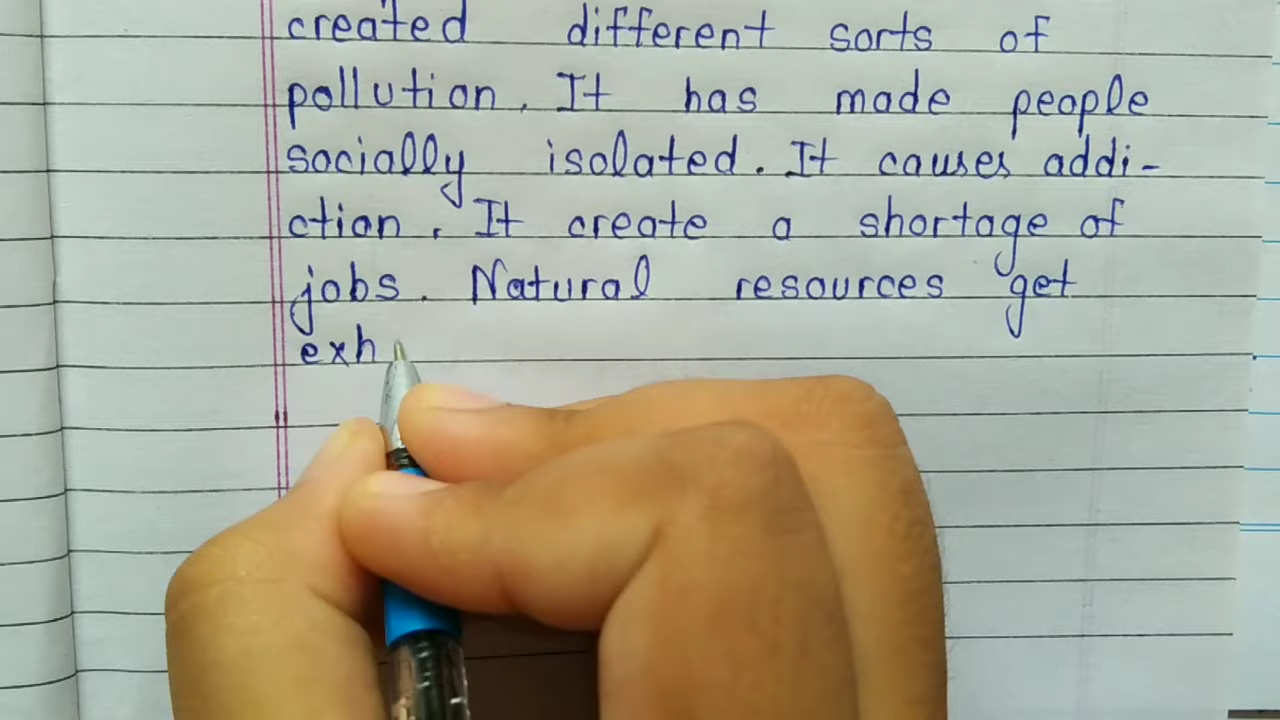 created different sorts of
pollution. It has made people
socially isolated. It causes addi-
ction. It create a shortage of
jobs. Natural resources get
exh